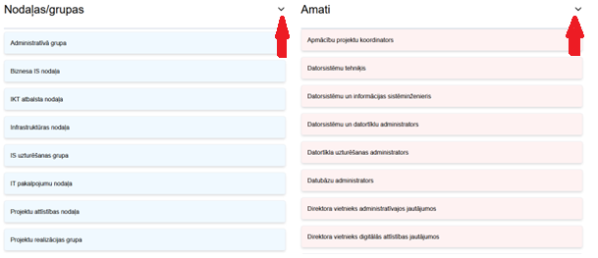 Nodaļas/grupas
Administratīvā grupa
Biznesa IS nodaļa
IKT atbalsta nodaļa
Infrastruktūras nodaļa
IS uzturēšanas grupa
IT pakalpojumu nodaļa
Projektu attīstības nodaļa
Projektu realizācijas grupa
Amati
Apmācību projektu koordinators
Datorsistēmu tehniķis
Datorsistēmu un informācijas sistēminženieris
Datorsistēmu un datortīklu administrators
Datortīkla uzturēšanas administrators
Datubāzu administrators
Direktora vietnieks administratīvajos jautājumos
Direktora vietnieks digitālās attīstības jautājumos